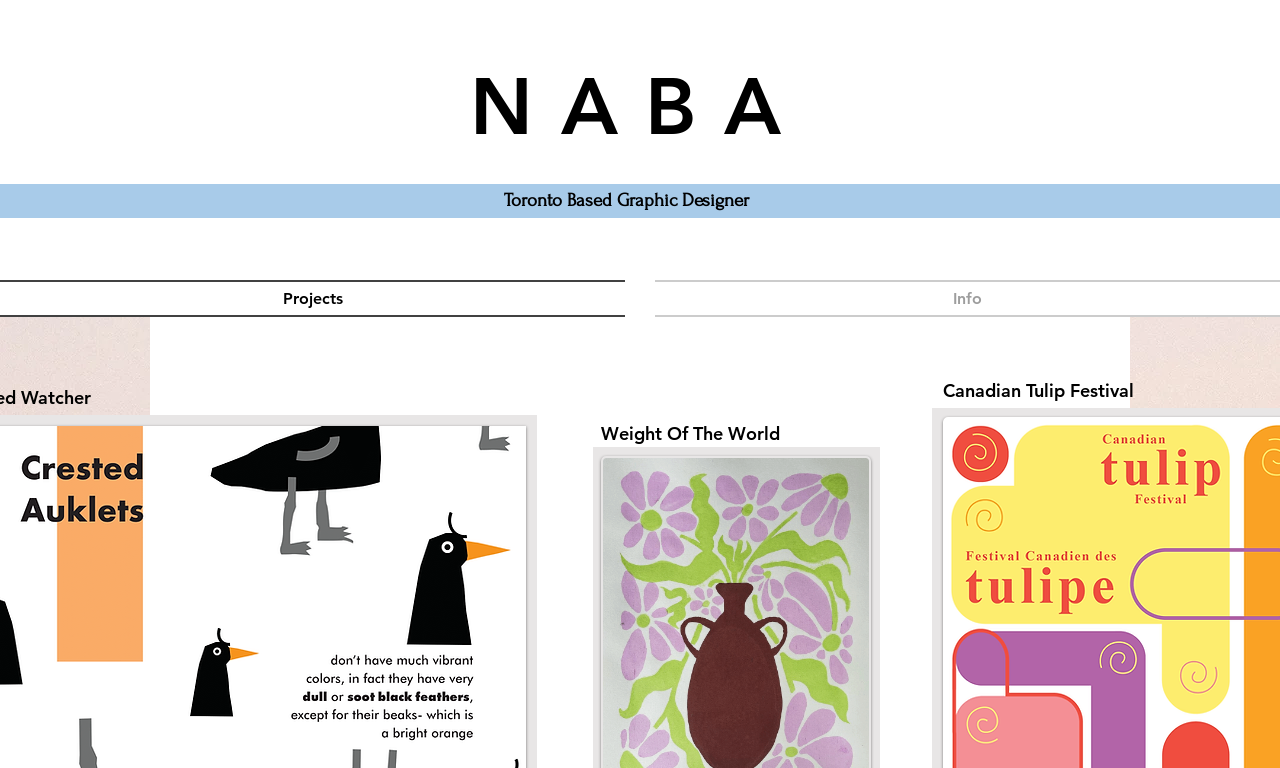 N A B A
Toronto Based Graphic Designer
Projects
Info
ed Watcher
Weight Of The World
Canadian Tulip Festival
Crested
Auklets
don't have much vibrant
colors, in fact they have very
dull or soot black feathers,
except for their beaks- which is
a bright orange
Canadian
tulip
Festival
Festival Canadien des
tulipe